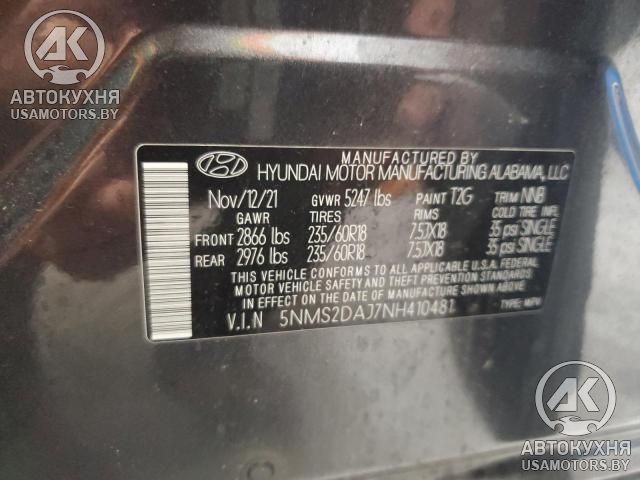 AK
АВТОКУХНЯ
USAMOTORS.BY
MANUFACTURED BY
HYUNDAI MOTOR MANUFACTURING ALABAMA, LLC
Nov/12/21 GVWR 5247 lbs PAINT T2G TRIM NNB
GAWR TIRES RIMS COLD TIRE INF.
FRONT 2866 lbs 235/60R18 7.5JX18 35 psi SINGLE
REAR 2976 lbs 235/60R18 7.5JX18 35 psi SINGLE
THIS VEHICLE CONFORMS TO ALL APPLICABLE U.S.A. FEDERAL
MOTOR VEHICLE SAFETY AND THEFT PREVENTION STANDARDS
IN EFFECT ON THE DATE OF MANUFACTURE SHOWN ABOVE.
V.I.N 5NMS2DAJ7NH410481 TYPE: MPV
AK
АВТОКУХНЯ
USAMOTORS.BY